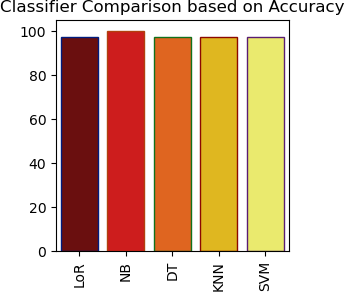 Classifier Comparison based on Accuracy
100
80
60
40
20
0
LoR
NB
DT
KNN
SVM